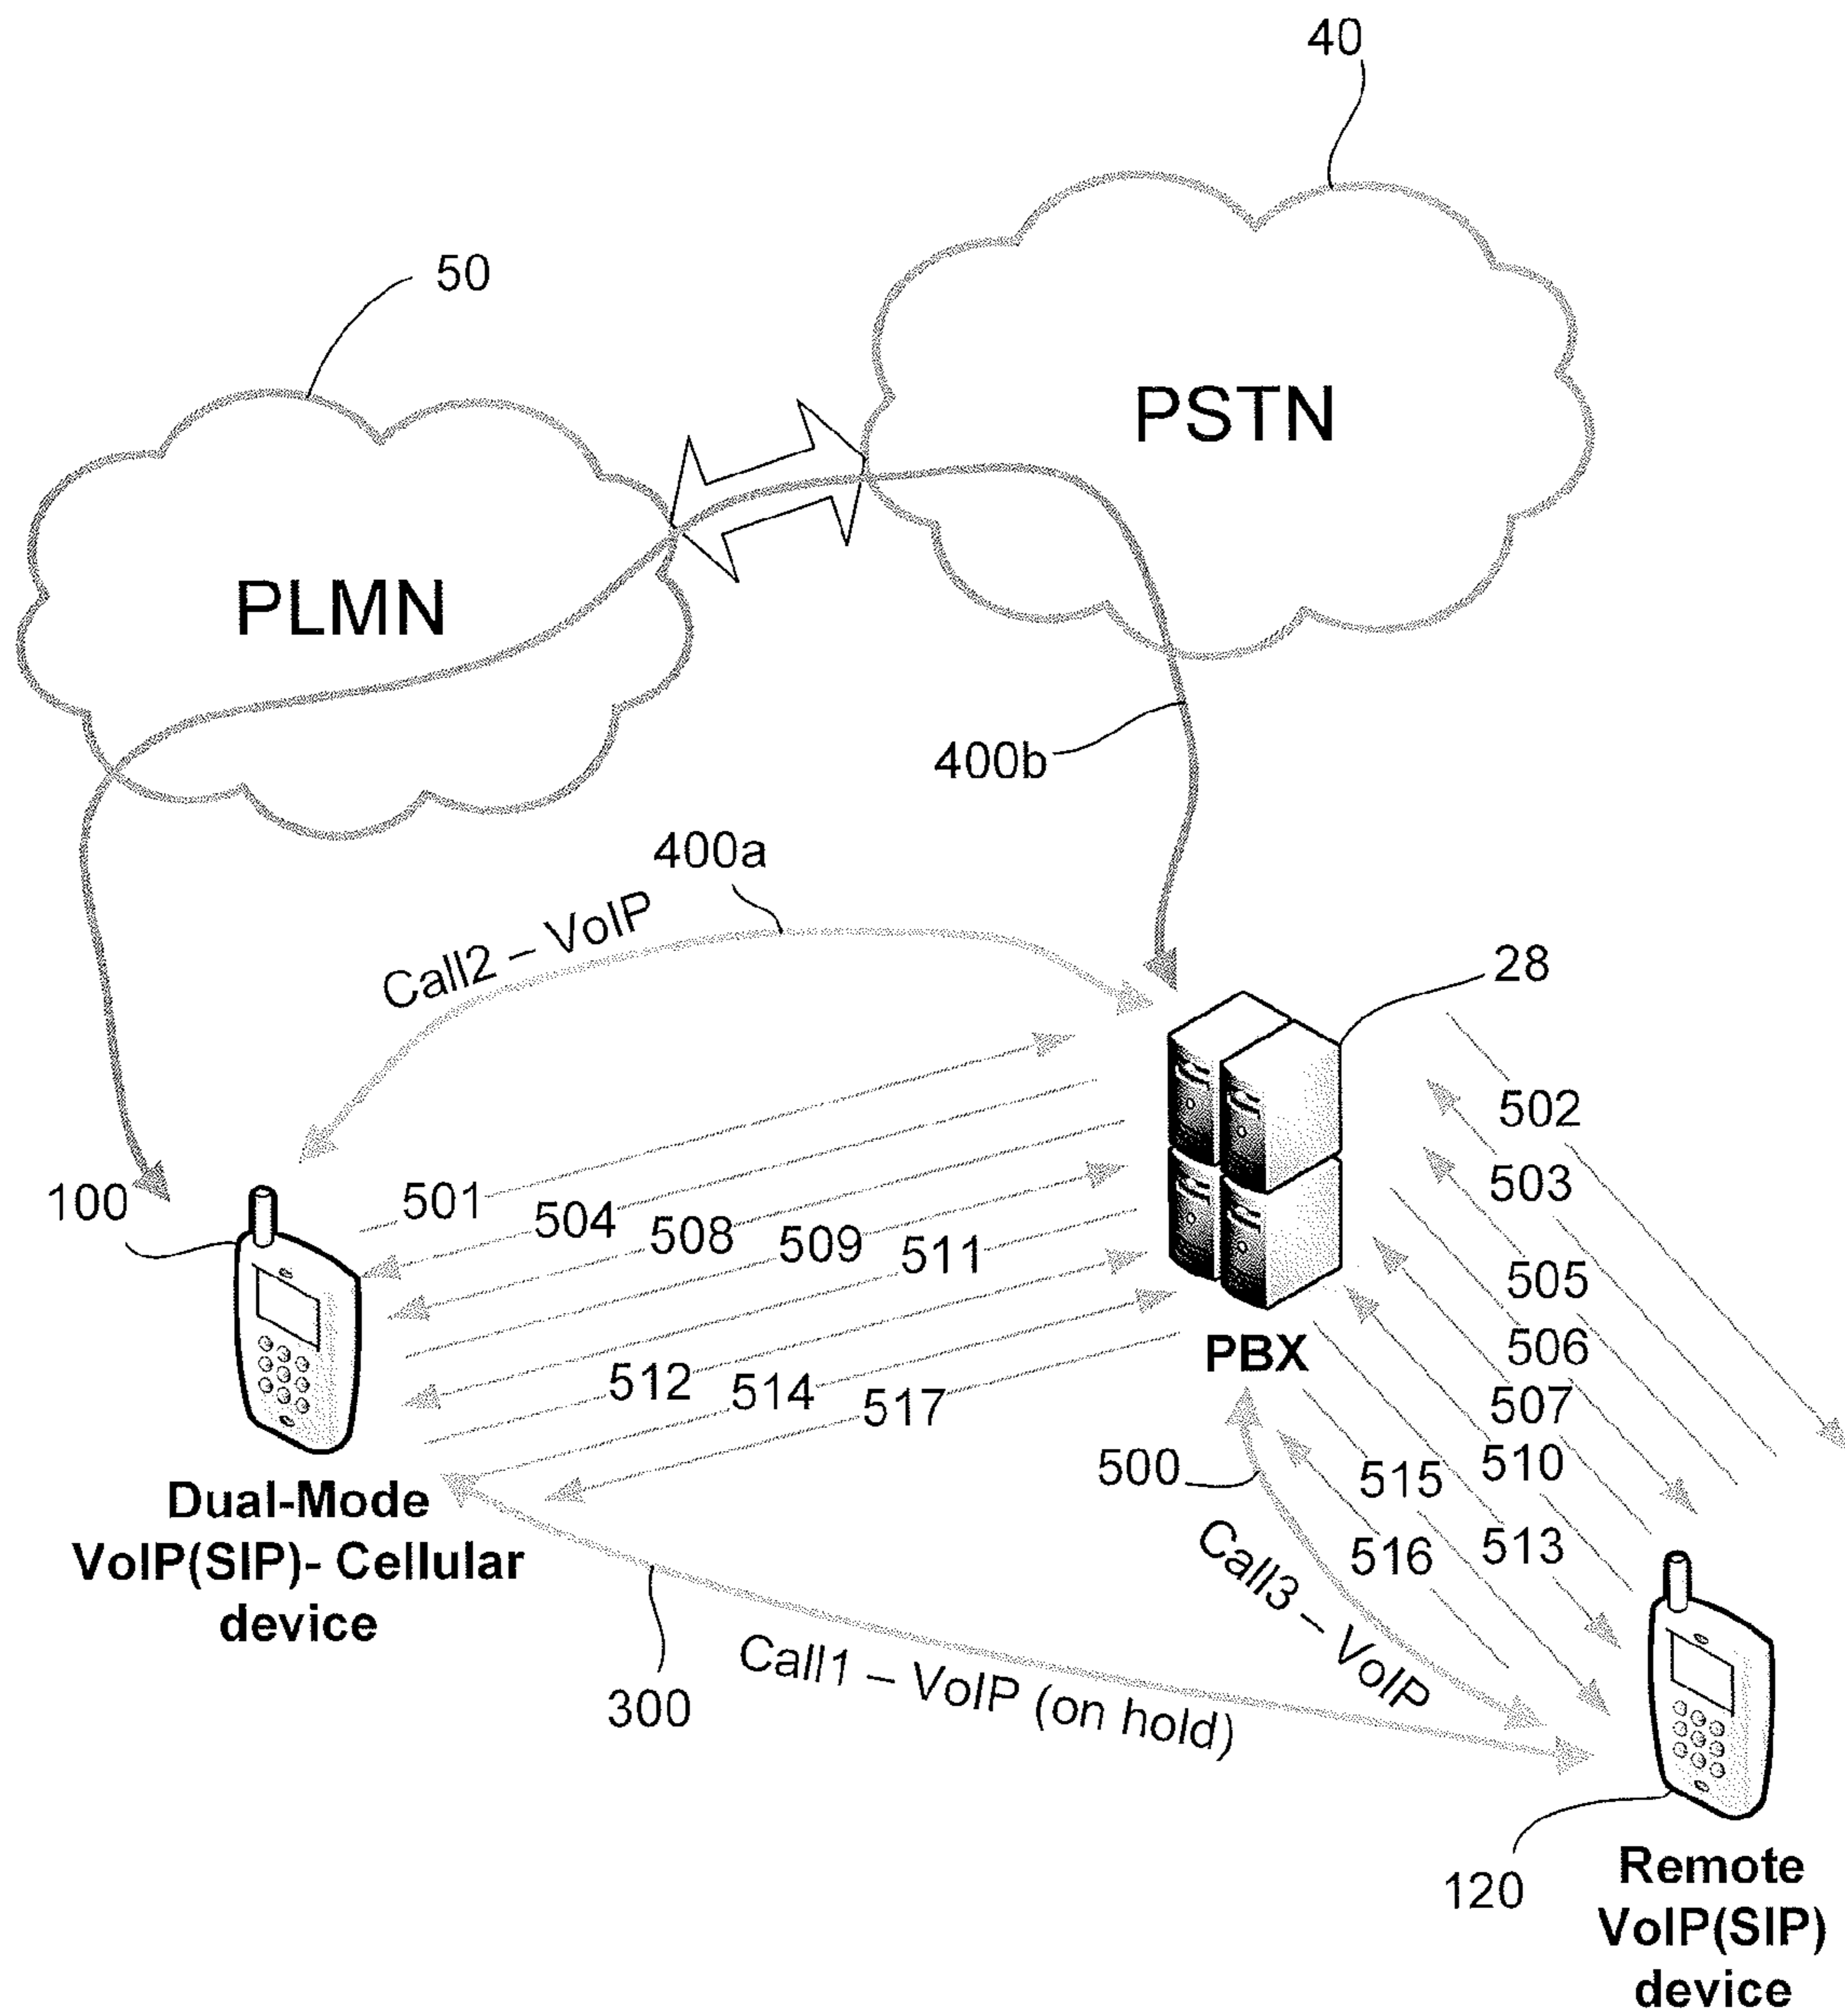 40
50
PSTN
PLMN
400b
400a
Call2 – VoIP
28
502
100
501
504
508
509
511
503
505
506
507
510
512
514
517
PBX
500
515
516
513
Dual-Mode
VoIP(SIP)- Cellular
device
300
Call1 – VoIP (on hold)
Call3 – VoIP
120
Remote
VoIP(SIP)
device